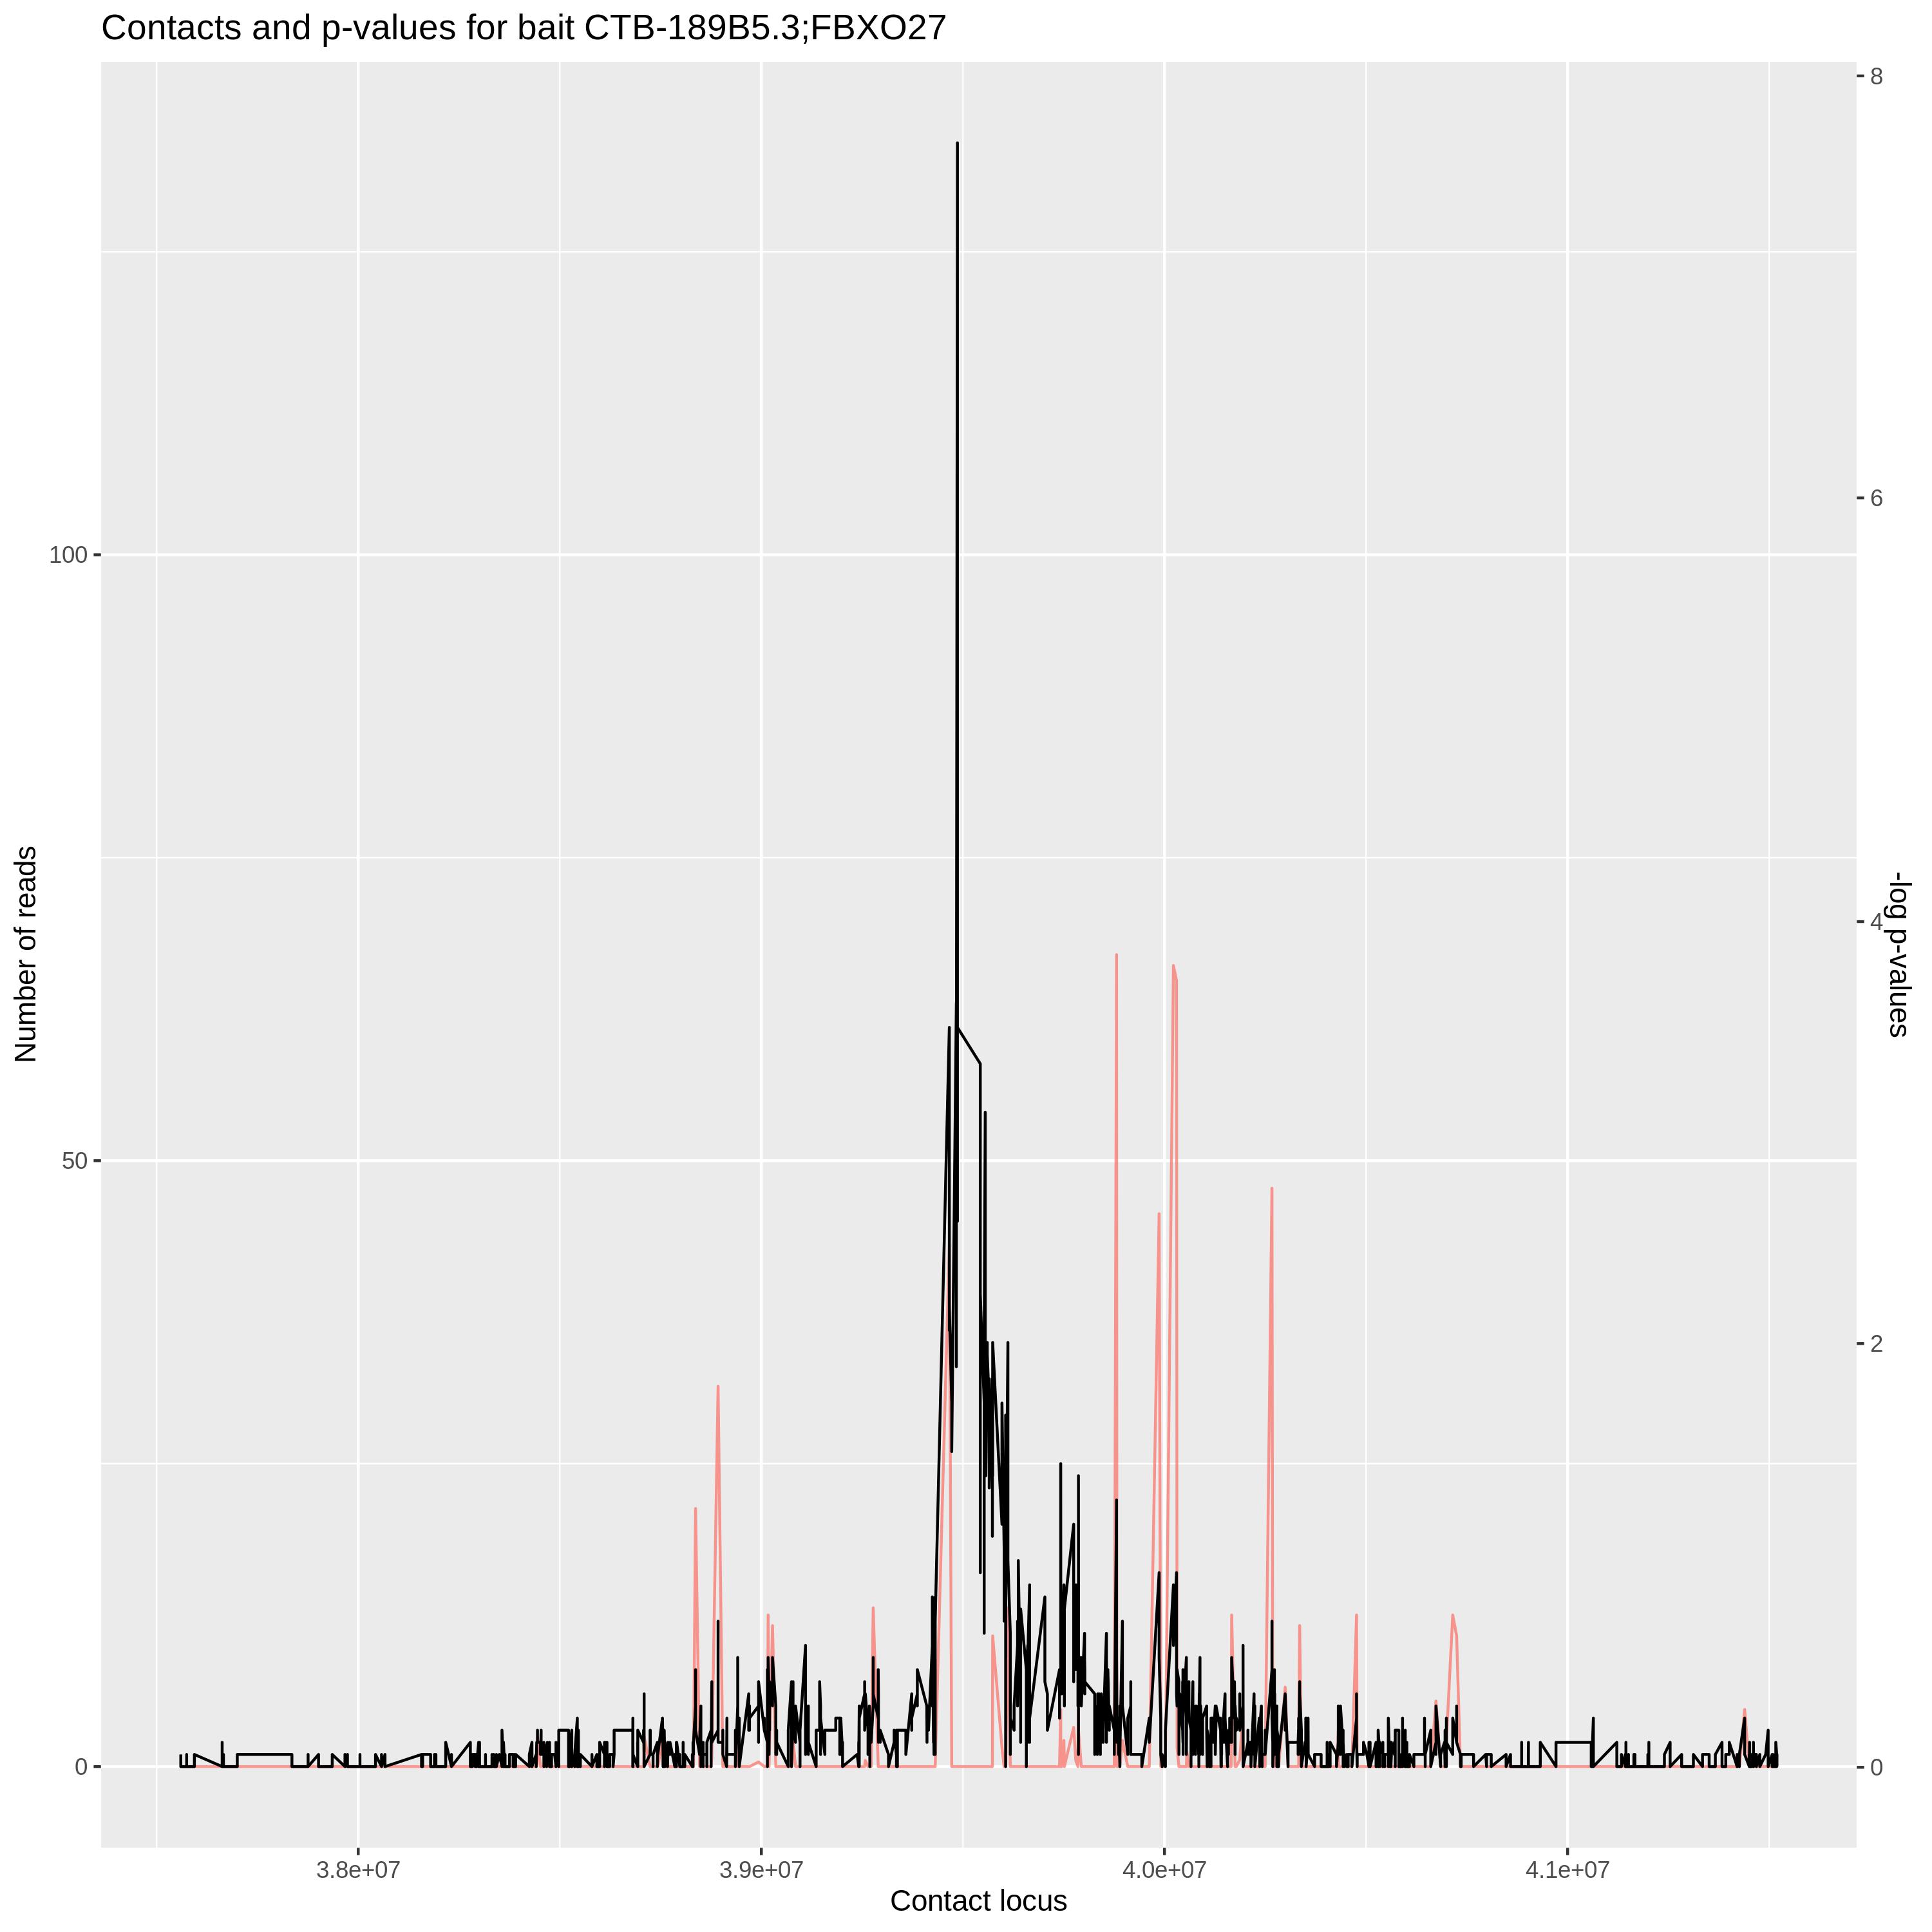 Contacts and p-values for bait CTB-189B5.3;FBXO27
8
6
100
4
-log p-values
Number of reads
50
2
0
0
3.8e+07
3.9e+07
4.0e+07
4.1e+07
Contact locus